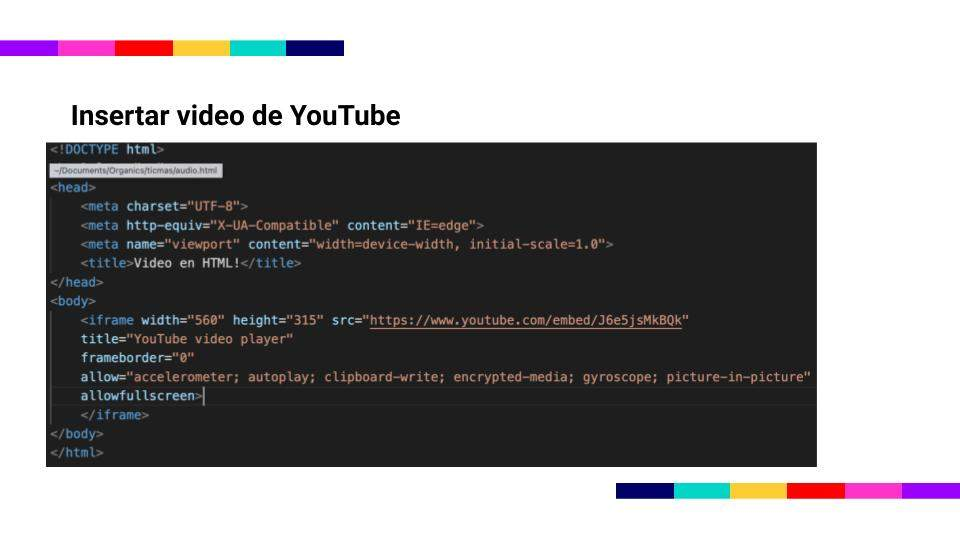 Insertar video de YouTube
<!DOCTYPE html>
~/Documents/Organics/ticmas/audio.html
<head>
<meta charset="UTF-8">
<meta http-equiv="X-UA-Compatible" content="IE=edge">
<meta name="viewport" content="width=device-width, initial-scale=1.0">
<title>Video en HTML!</title>
</head>
<body>
<iframe width="560" height="315" src="https://www.youtube.com/embed/J6e5jsMkBQk"
title="YouTube video player"
frameborder="0"
allow="accelerometer; autoplay; clipboard-write; encrypted-media; gyroscope; picture-in-picture"
allowfullscreen>
</iframe>
</body>
</html>